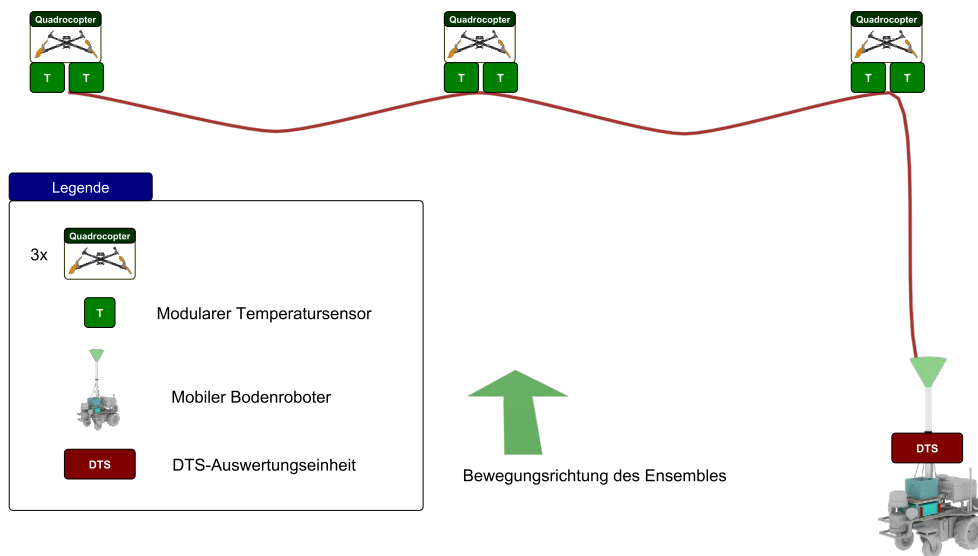 Quadrocopter
Quadrocopter
Quadrocopter
T
T
T
T
T
T
Legende
3x
Quadrocopter
T
Modularer Temperatursensor
Mobiler Bodenroboter
DTS
DTS-Auswertungseinheit
Bewegungsrichtung des Ensembles
DTS